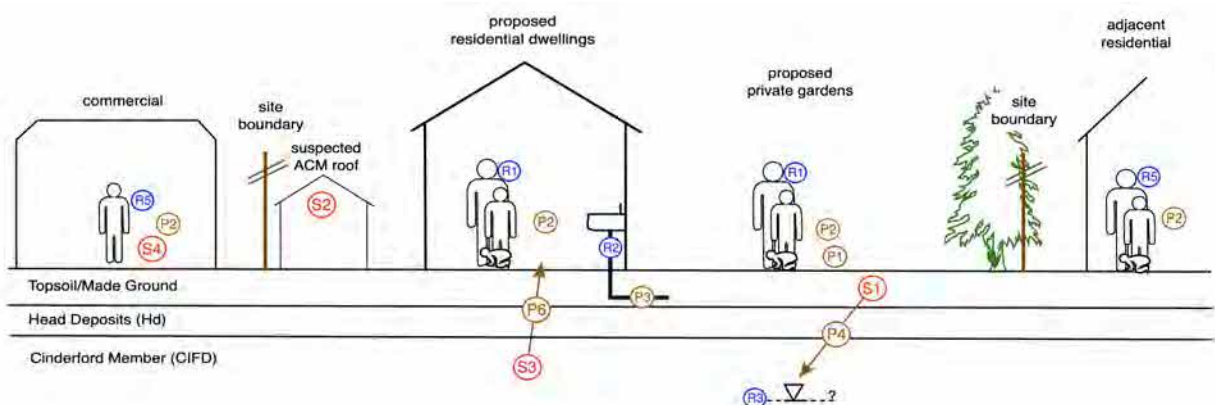 proposed
residential dwellings
adjacent
residential
proposed
private gardens
commercial
site
boundary
site
boundary
suspected
ACM roof
R1
R1
R5
R5
S2
P2
P2
P2
P2
S4
R2
P1
Topsoil/Made Ground
S1
P3
P6
Head Deposits (Hd)
P4
Cinderford Member (CIFD)
S3
R3
?